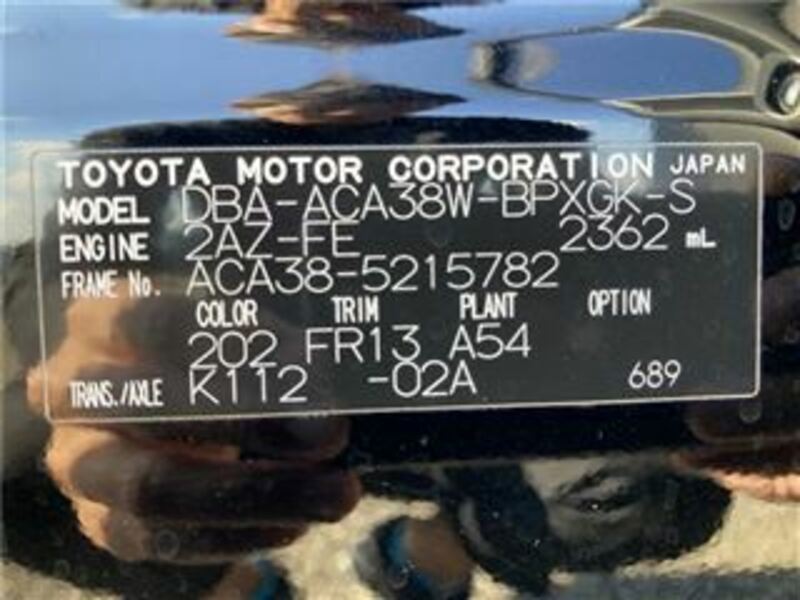 TOYOTA MOTOR CORPORATION JAPAN
MODEL DBA-ACA38W-BPXGK-S
ENGINE 2AZ-FE 2362 mL
FRAME No. ACA38-5215782
COLOR TRIM PLANT OPTION
202 FR13 A54
TRANS./AXLE K112 -02A 689